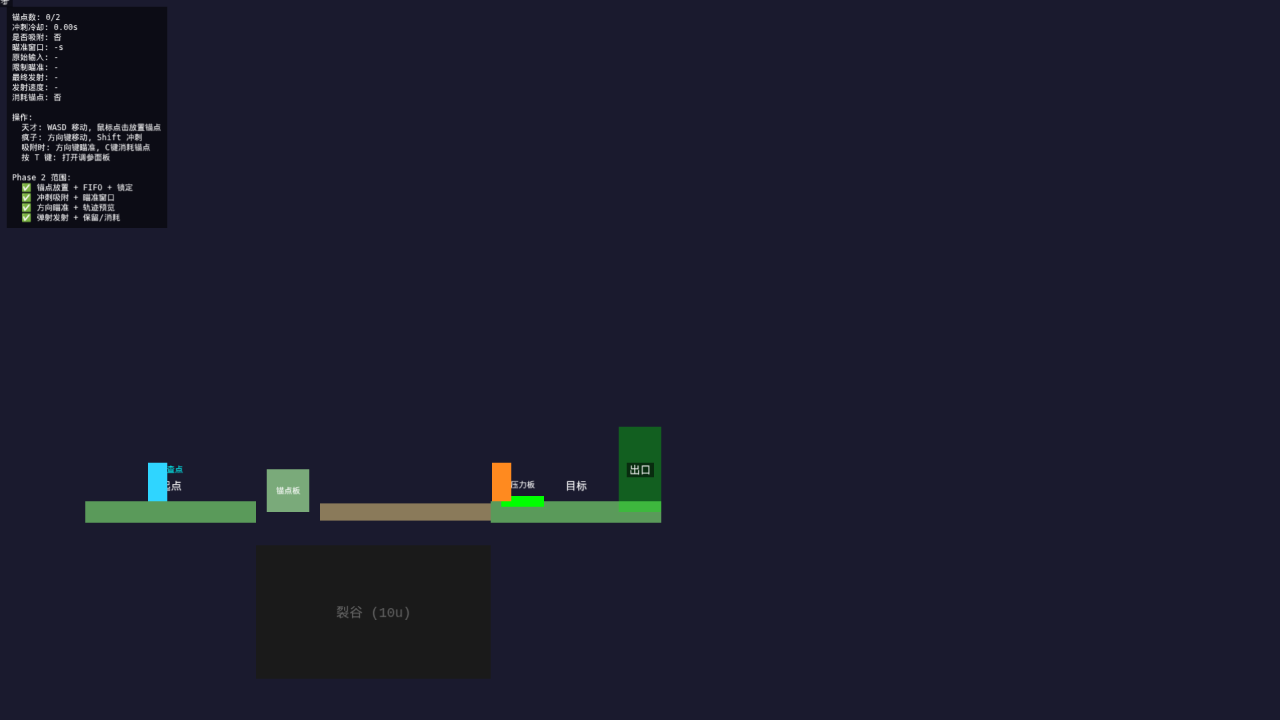 锚点数: 0/2
冲刺冷却: 0.00s
是否吸附: 否
瞄准窗口: -s
原始输入: -
限制瞄准: -
最终发射: -
发射速度: -
消耗锚点: 否
操作:
天才: WASD 移动, 鼠标点击放置锚点
疯子: 方向键移动, Shift 冲刺
吸附时: 方向键瞄准, C键消耗锚点
按 T 键: 打开调参面板
Phase 2 范围:
✅ 锚点放置 + FIFO + 锁定
✅ 冲刺吸附 + 瞄准窗口
✅ 方向瞄准 + 轨迹预览
✅ 弹射发射 + 保留/消耗
查点
起点
锚点板
压力板
目标
出口
裂谷 (10u)